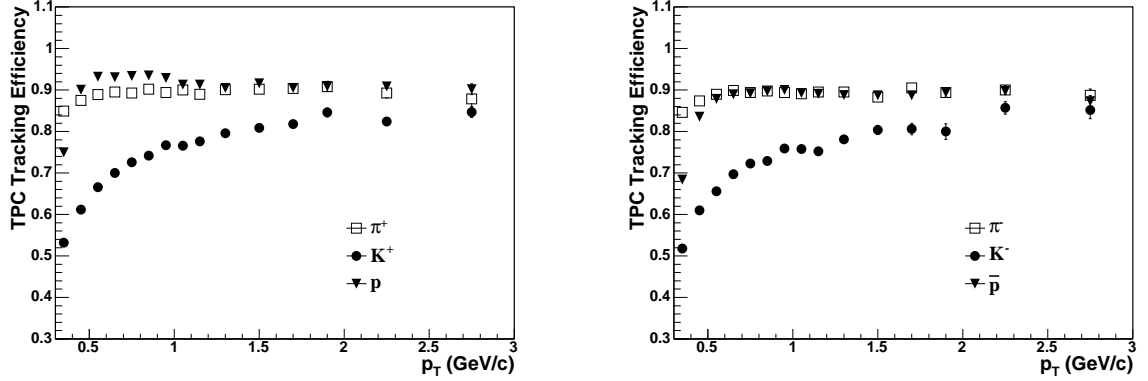 TPC Tracking Efficiency
1.1
1
0.9
0.8
0.7
0.6
0.5
0.4
0.3
π+
K+
p
0.5 1 1.5 2 2.5 3
pT (GeV/c)
TPC Tracking Efficiency
1.1
1
0.9
0.8
0.7
0.6
0.5
0.4
0.3
π-
K-
p̅
0.5 1 1.5 2 2.5 3
pT (GeV/c)